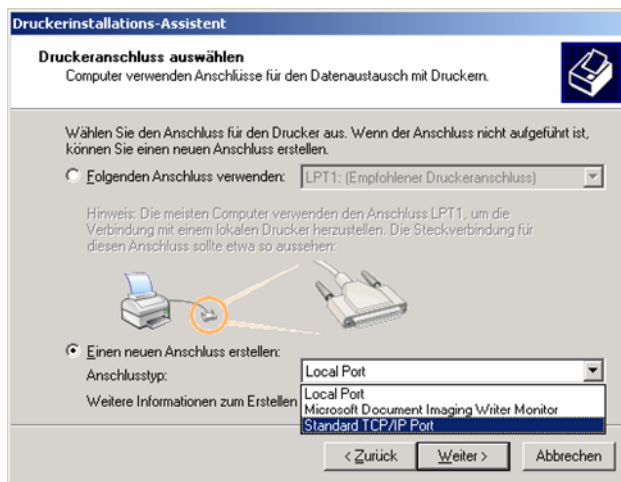 Druckerinstallations-Assistent
Druckeranschluss auswählen
Computer verwenden Anschlüsse für den Datenaustausch mit Druckern.
Wählen Sie den Anschluss für den Drucker aus. Wenn der Anschluss nicht aufgeführt ist,
können Sie einen neuen Anschluss erstellen.
Folgenden Anschluss verwenden: LPT1: (Empfohlener Druckeranschluss)
Hinweis: Die meisten Computer verwenden den Anschluss LPT1, um die
Verbindung mit einem lokalen Drucker herzustellen. Die Steckverbindung für
diesen Anschluss sollte etwa so aussehen:
Einen neuen Anschluss erstellen:
Anschlusstyp: Local Port
Local Port
Weitere Informationen zum Erstellen Microsoft Document Imaging Writer Monitor
Standard TCP/IP Port
< Zurück Weiter > Abbrechen